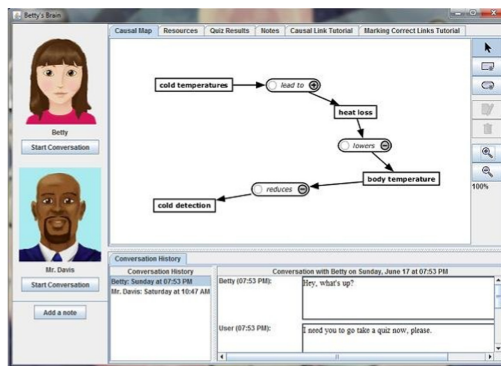 Betty's Brain
Causal Map Resources Quiz Results Notes Causal Link Tutorial Marking Correct Links Tutorial
cold temperatures
lead to
heat loss
lowers
body temperature
reduces
cold detection
100%
Betty
Start Conversation
Mr. Davis
Start Conversation
Add a note
Conversation History
Conversation History
Betty: Sunday at 07:53 PM
Mr. Davis: Saturday at 10:47 AM
Conversation with Betty on Sunday, June 17 at 07:53 PM
Betty (07:53 PM):
Hey, what's up?
User (07:53 PM):
I need you to go take a quiz now, please.